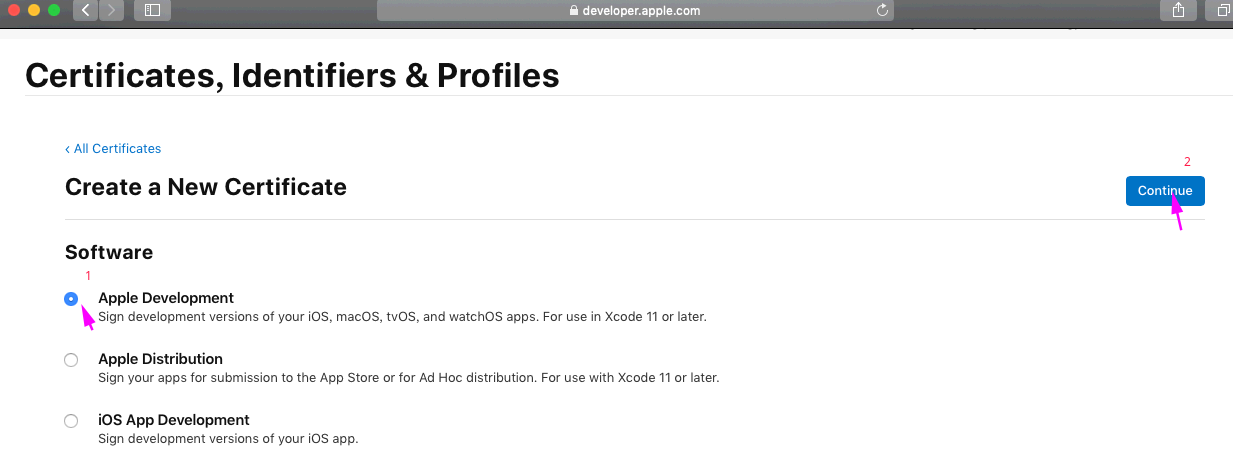 developer.apple.com
Certificates, Identifiers & Profiles
‹ All Certificates
2
Create a New Certificate
Continue
Software
1
Apple Development
Sign development versions of your iOS, macOS, tvOS, and watchOS apps. For use in Xcode 11 or later.
Apple Distribution
Sign your apps for submission to the App Store or for Ad Hoc distribution. For use with Xcode 11 or later.
iOS App Development
Sign development versions of your iOS app.